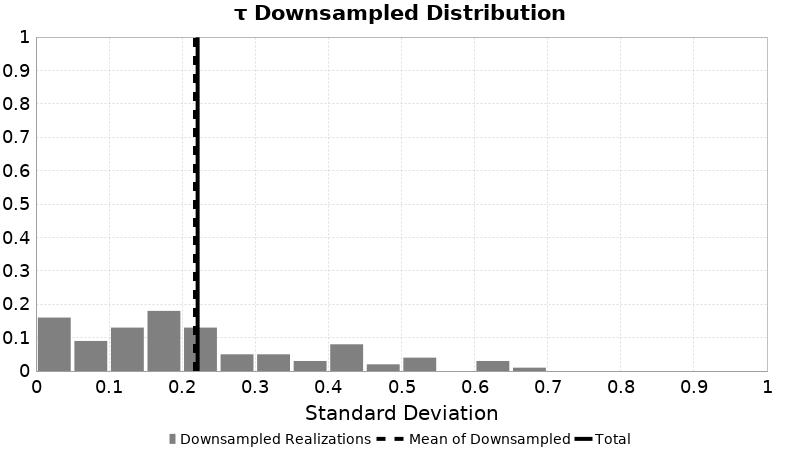 τ Downsampled Distribution
1
0.9
0.8
0.7
0.6
0.5
0.4
0.3
0.2
0.1
0
0 0.1 0.2 0.3 0.4 0.5 0.6 0.7 0.8 0.9 1
Standard Deviation
Downsampled Realizations Mean of Downsampled Total